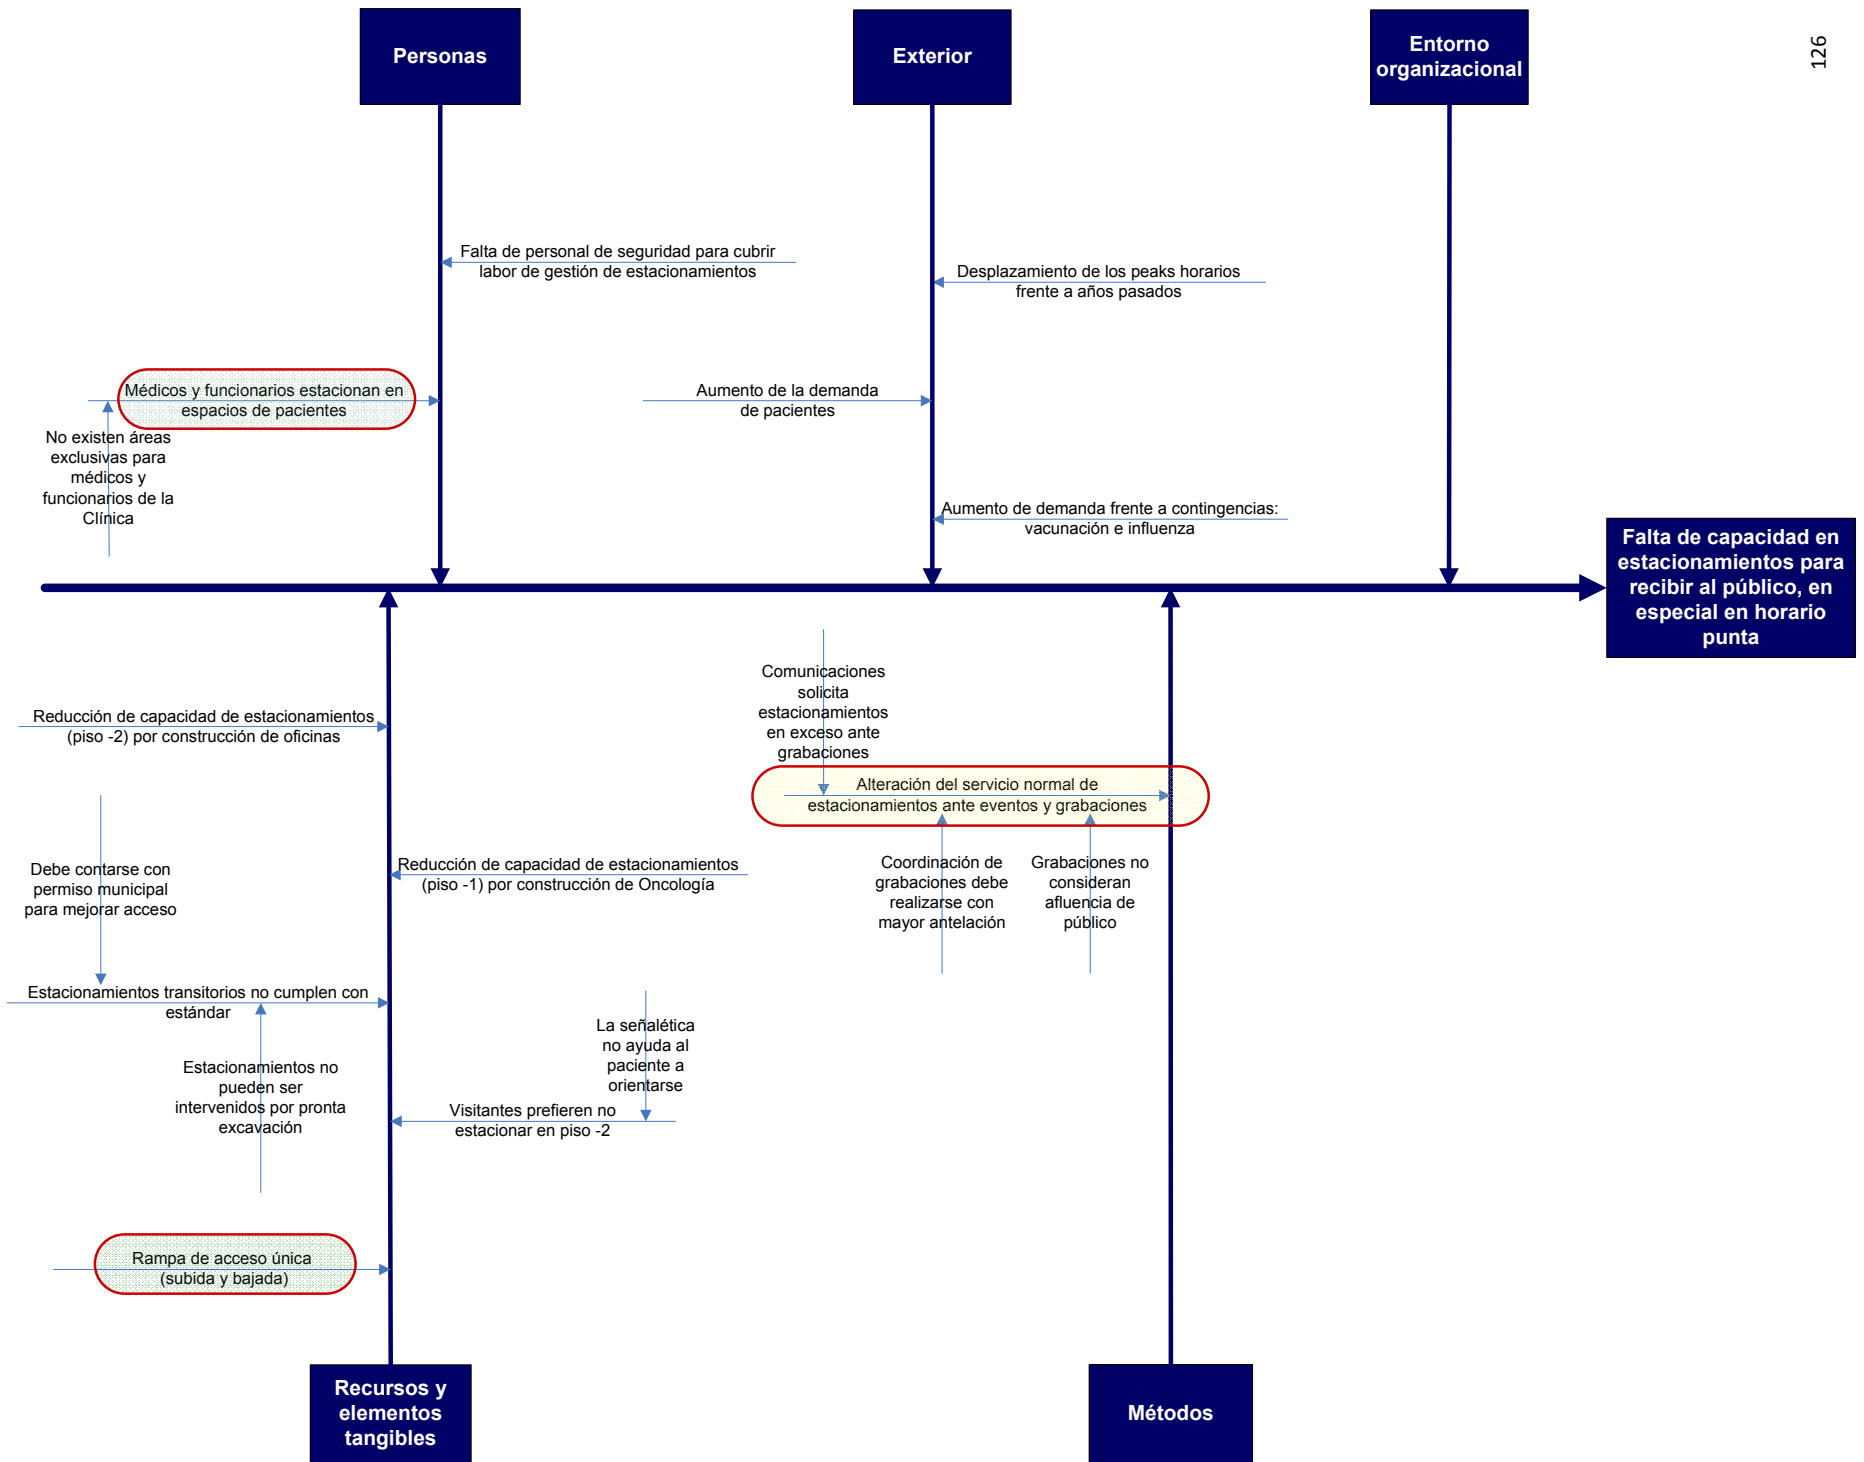 Personas
Exterior
Entorno
organizacional
126
Falta de personal de seguridad para cubrir
labor de gestión de estacionamientos
Desplazamiento de los peaks horarios
frente a años pasados
Médicos y funcionarios estacionan en
espacios de pacientes
Aumento de la demanda
de pacientes
No existen áreas
exclusivas para
médicos y
funcionarios de la
Clínica
Aumento de demanda frente a contingencias:
vacunación e influenza
Falta de capacidad en
estacionamientos para
recibir al público, en
especial en horario
punta
Comunicaciones
solicita
estacionamientos
en exceso ante
grabaciones
Reducción de capacidad de estacionamientos
(piso -2) por construcción de oficinas
Alteración del servicio normal de
estacionamientos ante eventos y grabaciones
Debe contarse con
permiso municipal
para mejorar acceso
Reducción de capacidad de estacionamientos
(piso -1) por construcción de Oncología
Coordinación de
grabaciones debe
realizarse con
mayor antelación
Grabaciones no
consideran
afluencia de
público
Estacionamientos transitorios no cumplen con
estándar
La señalética
no ayuda al
paciente a
orientarse
Estacionamientos no
pueden ser
intervenidos por pronta
excavación
Visitantes prefieren no
estacionar en piso -2
Rampa de acceso única
(subida y bajada)
Recursos y
elementos
tangibles
Métodos